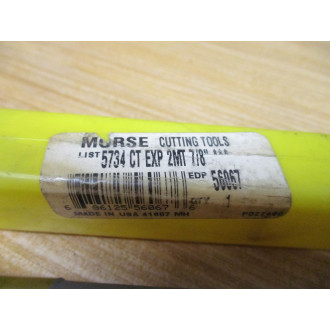 MORSE CUTTING TOOLS
LIST 5734 CT EXP 2MT 7/8" ***
EDP 56067
QTY 1
MADE IN USA